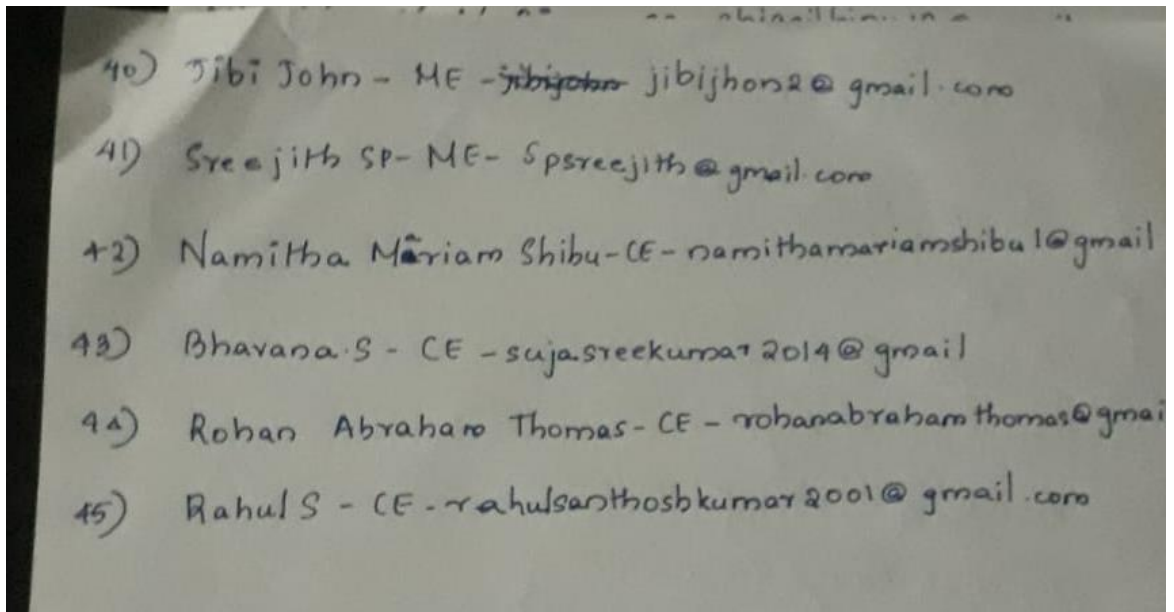 40) Jibi John - ME - jibijohn jibijhon2@gmail.com
41) Sreejith SP - ME - Spsreejith@gmail.com
42) Namitha Mariam Shibu - CE - namithamariamshibu1@gmail
43) Bhavana.S - CE - sujasreekumar2014@gmail
44) Rohan Abraham Thomas - CE - rohanabrahamthomas@gmai
45) Rahul S - CE - rahulsanthoshkumar2001@gmail.com